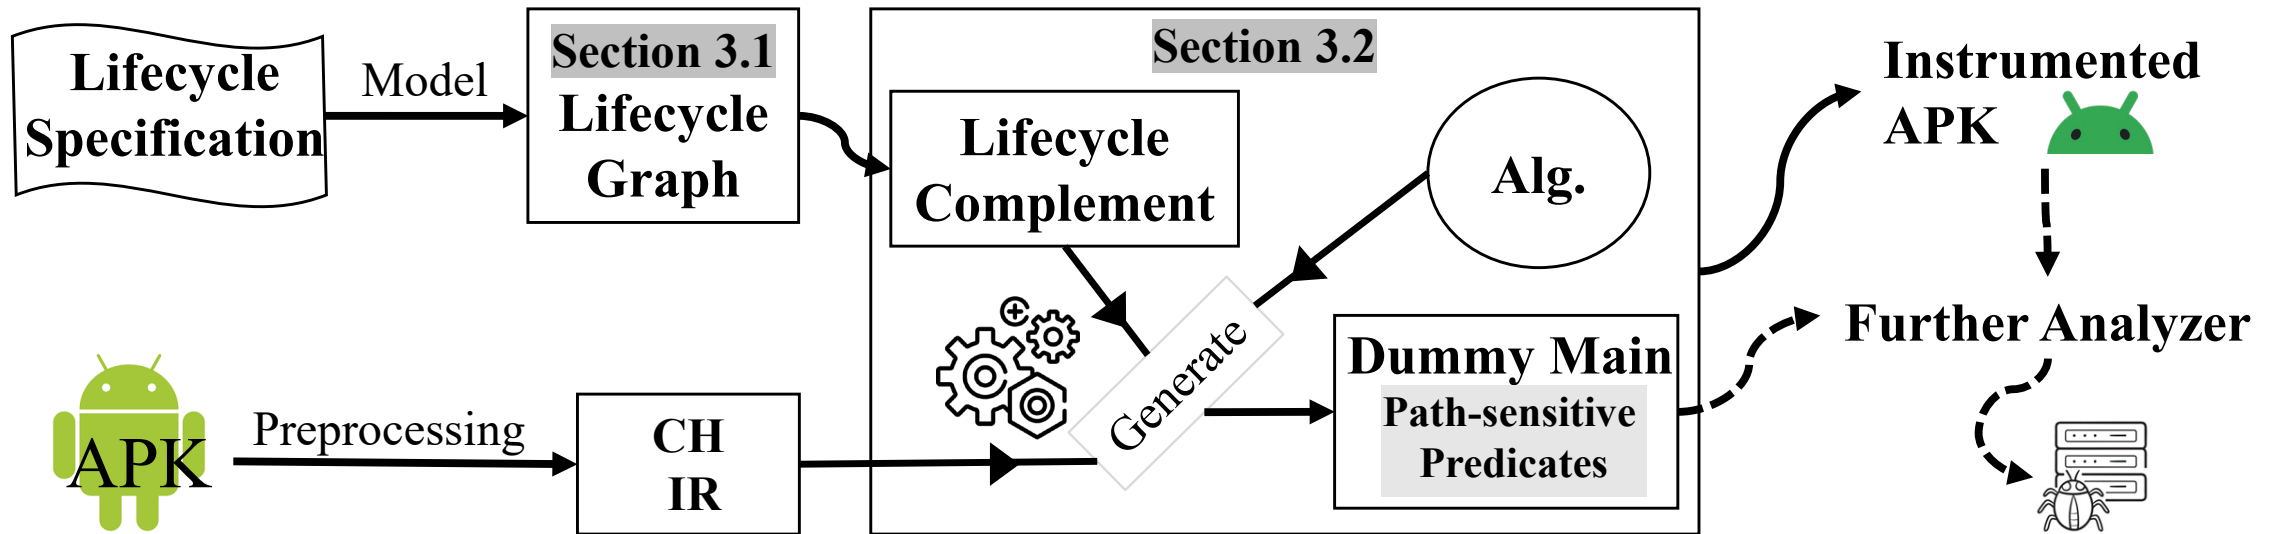 Lifecycle
Specification
Model
Section 3.1
Lifecycle
Graph
Section 3.2
Lifecycle
Complement
Alg.
Instrumented
APK
APK
Preprocessing
CH
IR
Generate
Dummy Main
Path-sensitive
Predicates
Further Analyzer